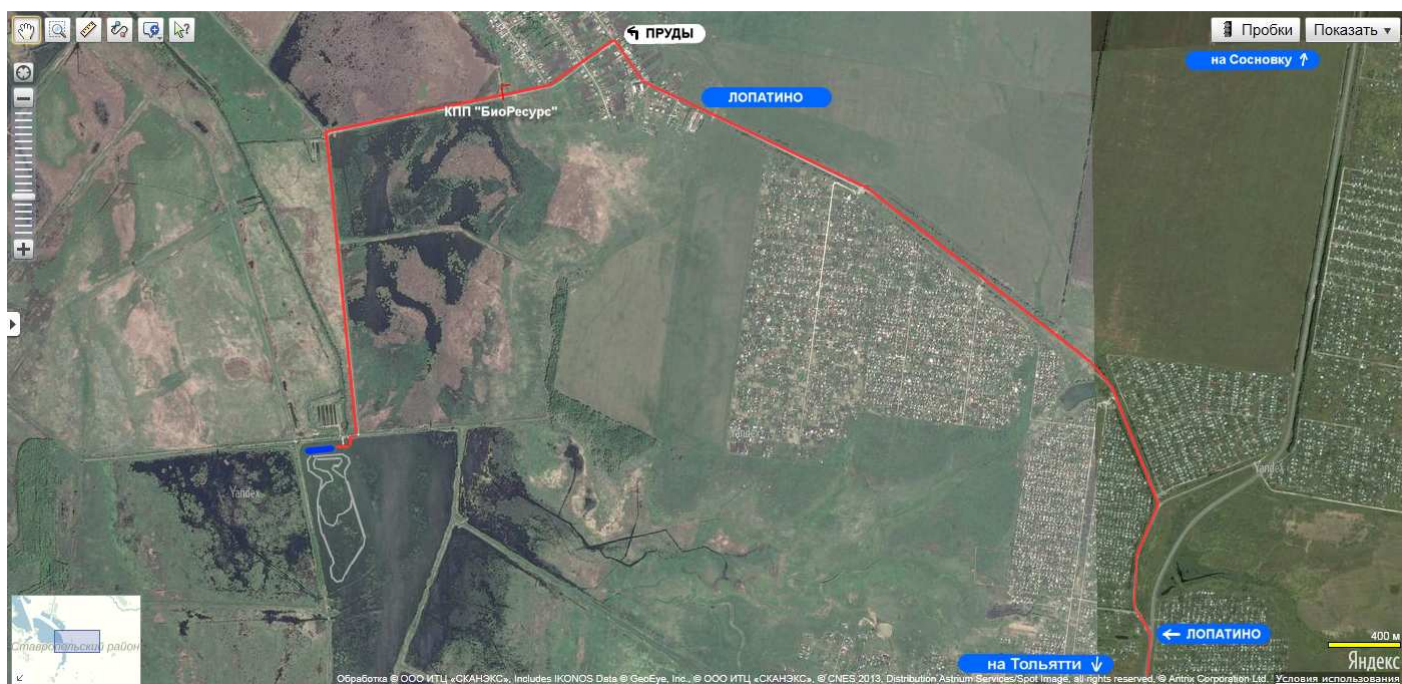 ПРУДЫ
Пробки
Показать
на Сосновку
ЛОПАТИНО
КПП "БиоРесурс"
Yandex
Yandex
ЛОПАТИНО
на Тольятти
Ставропольский район
400 м
Яндекс
Обработка © ООО ИТЦ «СКАНЭКС», Includes IKONOS Data © GeoEye, Inc., © ООО ИТЦ «СКАНЭКС», © CNES 2013, Distribution Astrium Services/Spot Image, all rights reserved, © Antrix Corporation Ltd. Условия использования